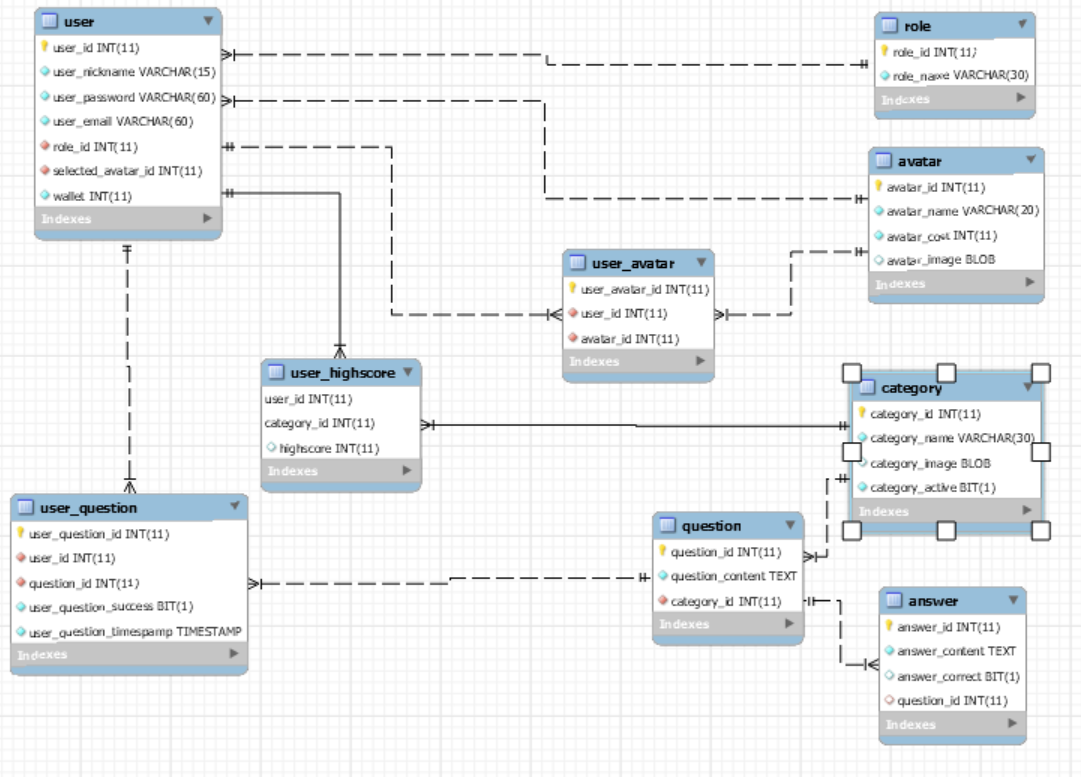 user
user_id INT(11)
user_nickname VARCHAR(15)
user_password VARCHAR(60)
user_email VARCHAR(60)
role_id INT(11)
selected_avatar_id INT(11)
wallet INT(11)
Indexes
role
role_id INT(11)
role_name VARCHAR(30)
Indexes
avatar
avatar_id INT(11)
avatar_name VARCHAR(20)
avatar_cost INT(11)
avatar_image BLOB
Indexes
user_avatar
user_avatar_id INT(11)
user_id INT(11)
avatar_id INT(11)
Indexes
user_highscore
user_id INT(11)
category_id INT(11)
highscore INT(11)
Indexes
category
category_id INT(11)
category_name VARCHAR(30)
category_image BLOB
category_active BIT(1)
Indexes
user_question
user_question_id INT(11)
user_id INT(11)
question_id INT(11)
user_question_success BIT(1)
user_question_timespamp TIMESTAMP
Indexes
question
question_id INT(11)
question_content TEXT
category_id INT(11)
Indexes
answer
answer_id INT(11)
answer_content TEXT
answer_correct BIT(1)
question_id INT(11)
Indexes